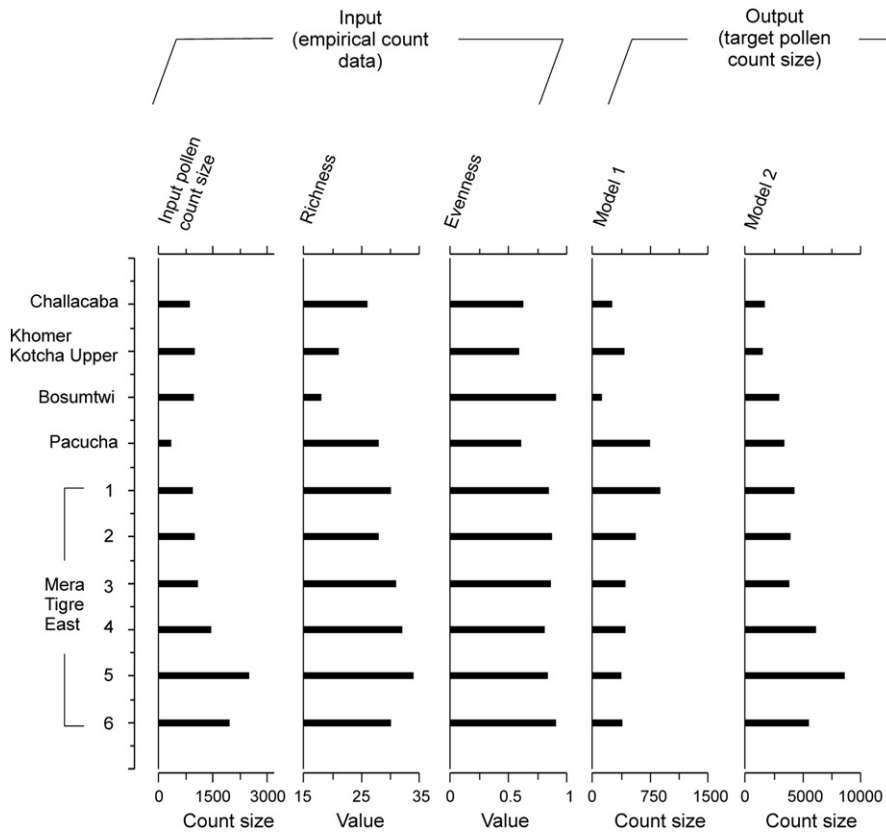 Input
(empirical count
data)
Output
(target pollen
count size)
Input pollen
count size
Richness
Evenness
Model 1
Model 2
Challacaba
Khomer
Kotcha Upper
Bosumtwi
Pacucha
1
2
Mera
Tigre
East
3
4
5
6
0 1500 3000
15 25 35
0 0.5 1
0 750 1500
0 5000 10000
Count size
Value
Value
Count size
Count size